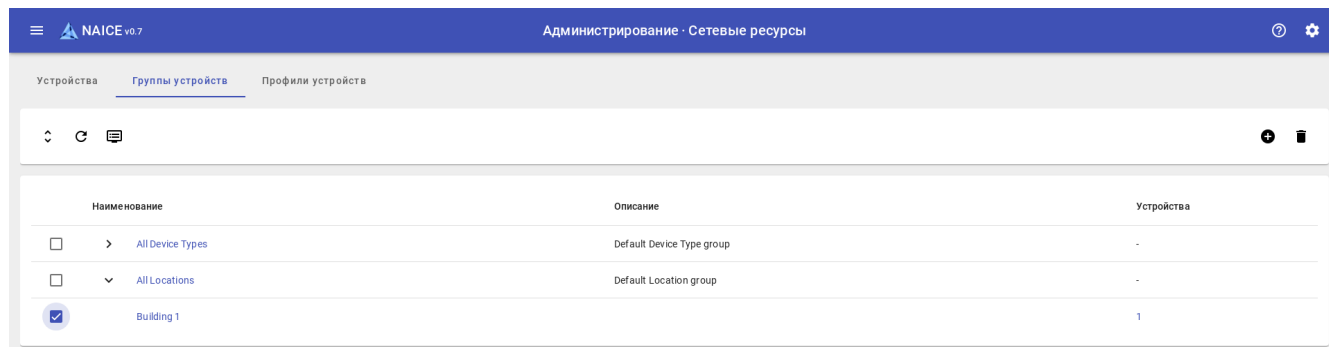 NAICE v0.7
Администрирование · Сетевые ресурсы
Устройства Группы устройств Профили устройств
Наименование Описание Устройства
All Device Types Default Device Type group -
All Locations Default Location group -
Building 1 1